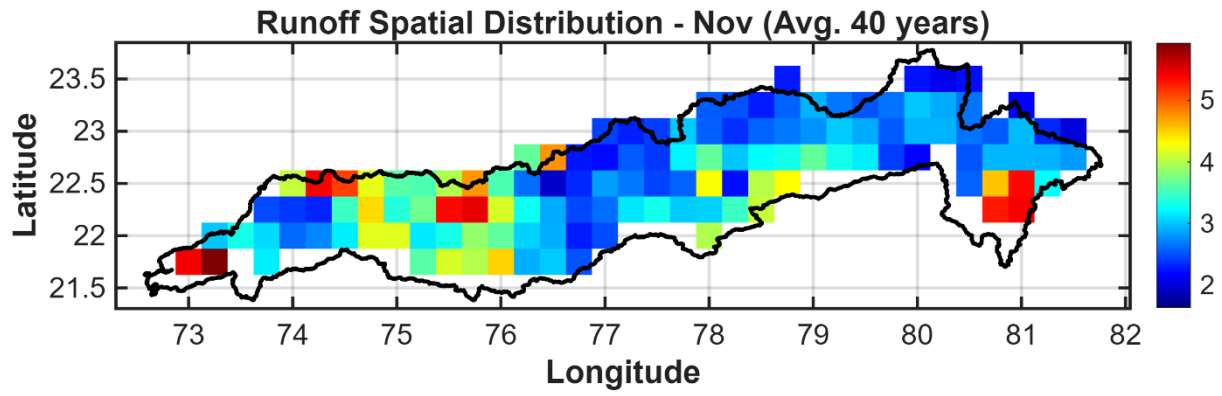 Runoff Spatial Distribution - Nov (Avg. 40 years)
Latitude
23.5
23
22.5
22
21.5
73 74 75 76 77 78 79 80 81 82
Longitude
5
4
3
2